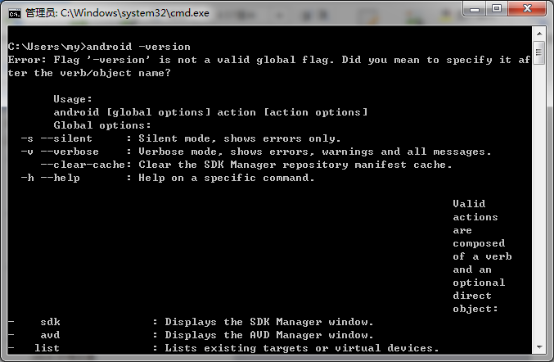 管理员: C:\Windows\system32\cmd.exe
C:\Users\my>android -version
Error: Flag '-version' is not a valid global flag. Did you mean to specify it af
ter the verb/object name?
Usage:
android [global options] action [action options]
Global options:
-s --silent     : Silent mode, shows errors only.
-v --verbose    : Verbose mode, shows errors, warnings and all messages.
--clear-cache: Clear the SDK Manager repository manifest cache.
-h --help       : Help on a specific command.
Valid
actions
are
composed
of a verb
and an
optional
direct
object:
-    sdk              : Displays the SDK Manager window.
-    avd              : Displays the AVD Manager window.
-   list              : Lists existing targets or virtual devices.